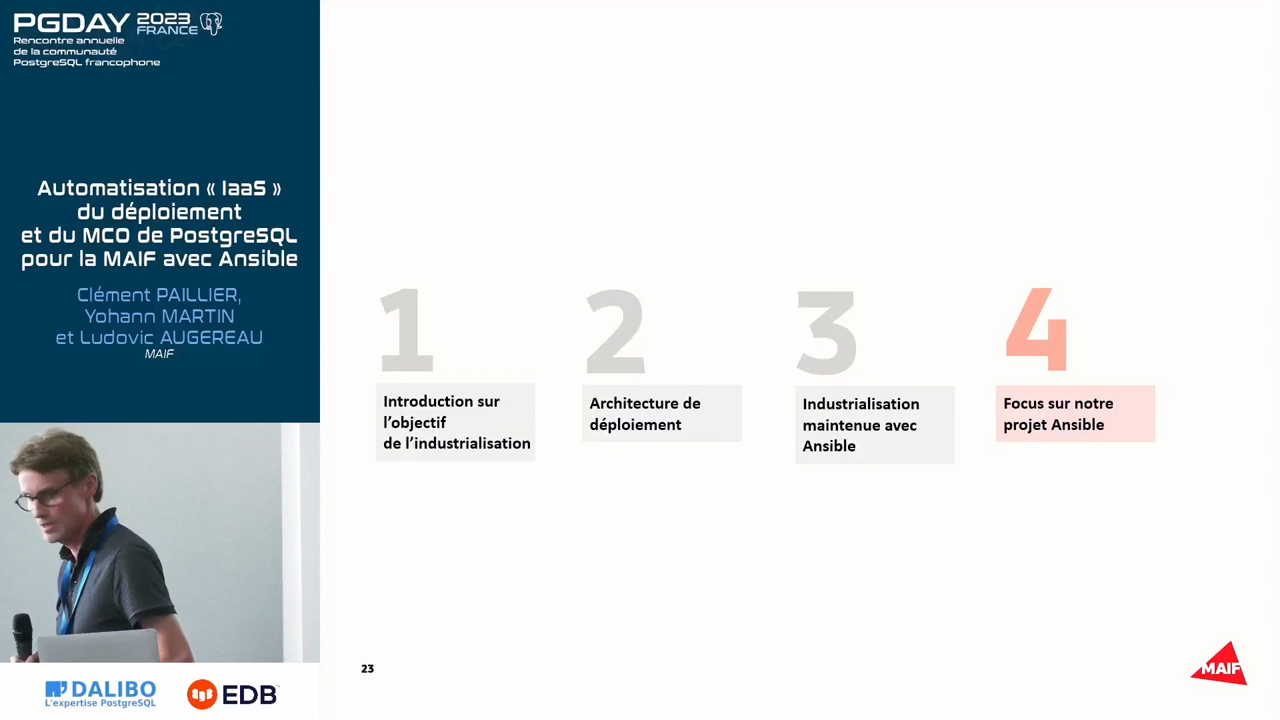 PGDAY 2023 FRANCE
Rencontre annuelle
de la communauté
PostgreSQL francophone
Automatisation « IaaS »
du déploiement
et du MCO de PostgreSQL
pour la MAIF avec Ansible
Clément PAILLIER,
Yohann MARTIN
et Ludovic AUGEREAU
MAIF
1
Introduction sur
l’objectif
de l’industrialisation
2
Architecture de
déploiement
3
Industrialisation
maintenue avec
Ansible
4
Focus sur notre
projet Ansible
23
MAIF
DALIBO
L'expertise PostgreSQL
EDB